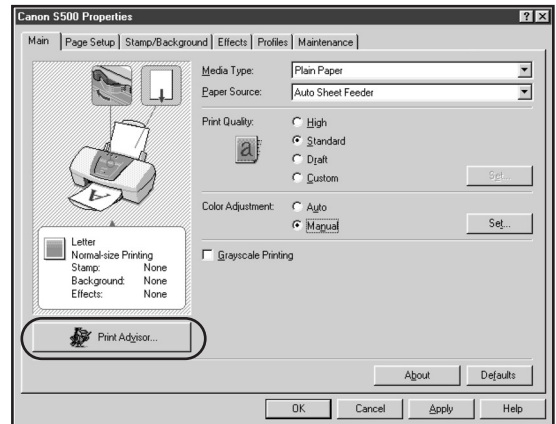 Canon S500 Properties
Main Page Setup Stamp/Background Effects Profiles Maintenance
Media Type: Plain Paper
Paper Source: Auto Sheet Feeder
Print Quality: High
Standard
Draft
Custom Set...
Color Adjustment: Auto
Manual Set...
Grayscale Printing
Letter
Normal-size Printing
Stamp: None
Background: None
Effects: None
Print Advisor...
About Defaults
OK Cancel Apply Help